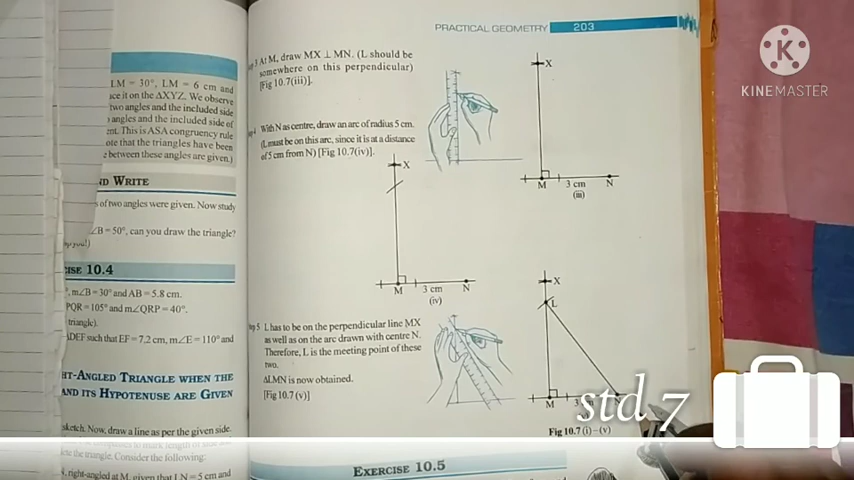 LM = 30°, LM = 6 cm and
ce it on the ΔXYZ. We observe
two angles and the included side
angles and the included side of
ent. This is ASA congruency rule
ote that the triangles have been
e between these angles are given.)
ND WRITE
s of two angles were given. Now study
∠B = 50°, can you draw the triangle?
you!)
ISE 10.4
m∠B = 30° and AB = 5.8 cm.
PQR = 105° and m∠QRP = 40°.
triangle).
DEF such that EF = 7.2 cm, m∠E = 110° and
HT-ANGLED TRIANGLE WHEN THE
AND ITS HYPOTENUSE ARE GIVEN
sketch. Now, draw a line as per the given side.
the triangle. Consider the following:
right-angled at M, given that LN = 5 cm and
PRACTICAL GEOMETRY 203
3 At M, draw MX ⊥ MN. (L should be
somewhere on this perpendicular)
[Fig 10.7(iii)].
4 With N as centre, draw an arc of radius 5 cm.
(L must be on this arc, since it is at a distance
of 5 cm from N) [Fig 10.7(iv)].
X
M 3 cm N
(iii)
X
M 3 cm N
(iv)
5 L has to be on the perpendicular line MX
as well as on the arc drawn with centre N.
Therefore, L is the meeting point of these
two.
ΔLMN is now obtained.
[Fig 10.7 (v)]
X
L
M 3 cm
Fig 10.7 (i) – (v)
EXERCISE 10.5
KINEMASTER
std 7